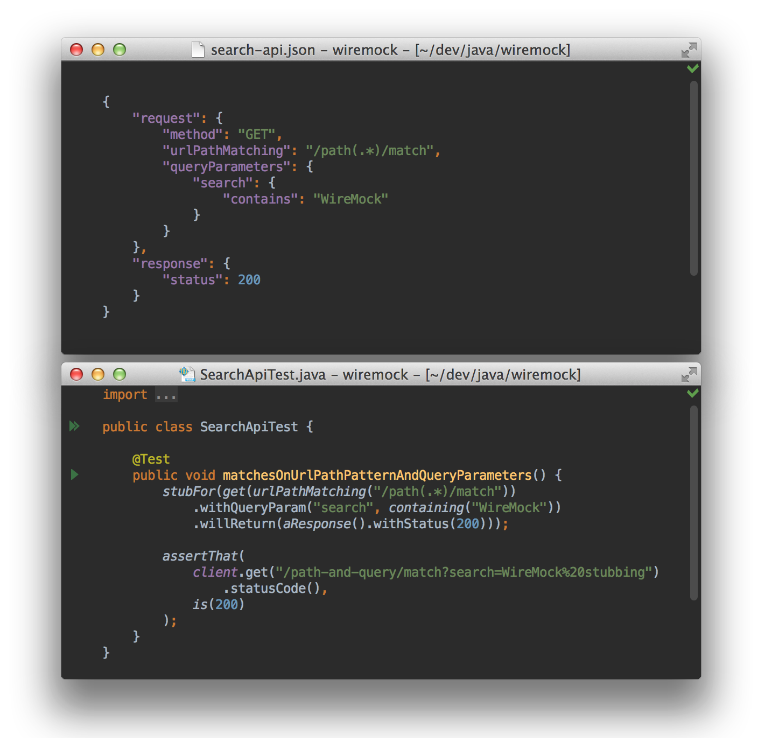 search-api.json – wiremock – [~/dev/java/wiremock]
{
"request": {
"method": "GET",
"urlPathMatching": "/path(.*)/match",
"queryParameters": {
"search": {
"contains": "WireMock"
}
}
},
"response": {
"status": 200
}
}
SearchApiTest.java – wiremock – [~/dev/java/wiremock]
import ...
public class SearchApiTest {
@Test
public void matchesOnUrlPathPatternAndQueryParameters() {
stubFor(get(urlPathMatching("/path(.*)/match"))
.withQueryParam("search", containing("WireMock"))
.willReturn(aResponse().withStatus(200)));
assertThat(
client.get("/path-and-query/match?search=WireMock%20stubbing")
.statusCode(),
is(200)
);
}
}